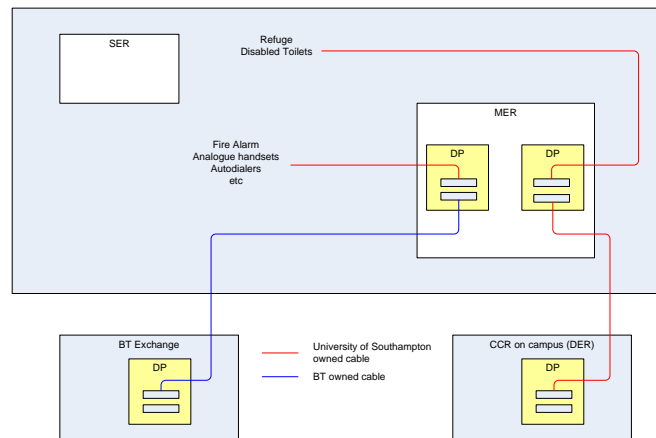 SER
Refuge
Disabled Toilets
MER
Fire Alarm
Analogue handsets
Autodialers
etc
DP
DP
BT Exchange
DP
University of Southampton
owned cable
BT owned cable
CCR on campus (DER)
DP